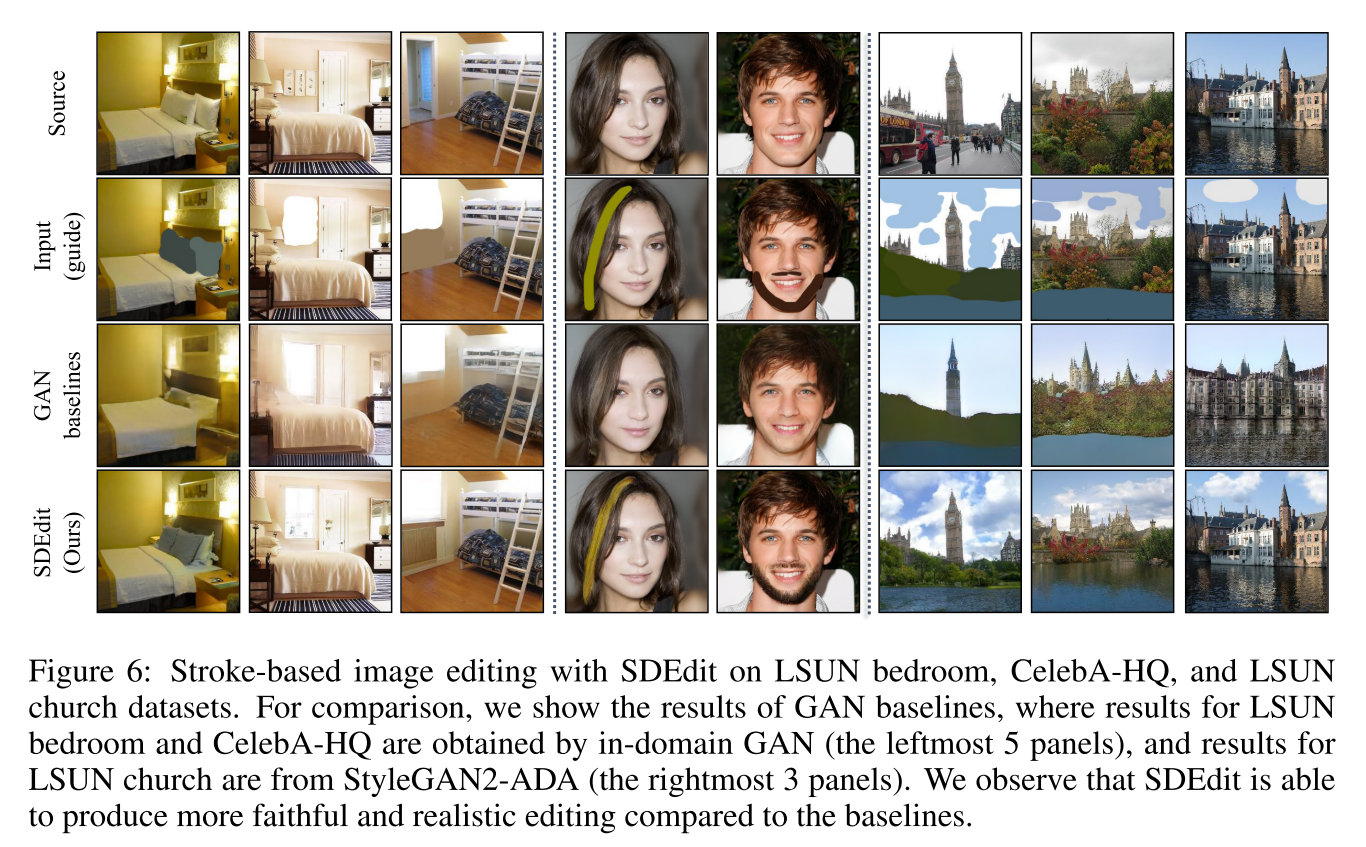 Source
Input
(guide)
GAN
baselines
SDEdit
(Ours)
Figure 6: Stroke-based image editing with SDEdit on LSUN bedroom, CelebA-HQ, and LSUN
church datasets. For comparison, we show the results of GAN baselines, where results for LSUN
bedroom and CelebA-HQ are obtained by in-domain GAN (the leftmost 5 panels), and results for
LSUN church are from StyleGAN2-ADA (the rightmost 3 panels). We observe that SDEdit is able
to produce more faithful and realistic editing compared to the baselines.